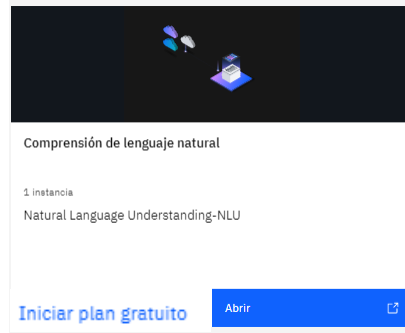 Comprensión de lenguaje natural
1 instancia
Natural Language Understanding-NLU
Iniciar plan gratuito
Abrir